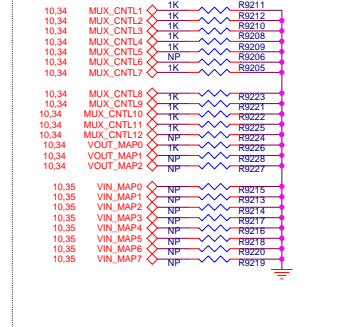 10,34 MUX_CNTL1 1K R9211
10,34 MUX_CNTL2 1K R9212
10,34 MUX_CNTL3 1K R9210
10,34 MUX_CNTL4 1K R9208
10,34 MUX_CNTL5 1K R9209
10,34 MUX_CNTL6 NP R9206
10,34 MUX_CNTL7 1K R9205
10,34 MUX_CNTL8 1K R9223
10,34 MUX_CNTL9 1K R9221
10,34 MUX_CNTL10 1K R9222
10,34 MUX_CNTL11 1K R9225
10,34 MUX_CNTL12 NP R9224
10,34 VOUT_MAP0 1K R9226
10,34 VOUT_MAP1 NP R9228
10,34 VOUT_MAP2 NP R9227
10,35 VIN_MAP0 NP R9215
10,35 VIN_MAP1 NP R9213
10,35 VIN_MAP2 NP R9214
10,35 VIN_MAP3 NP R9217
10,35 VIN_MAP4 NP R9216
10,35 VIN_MAP5 NP R9218
10,35 VIN_MAP6 NP R9220
10,35 VIN_MAP7 NP R9219